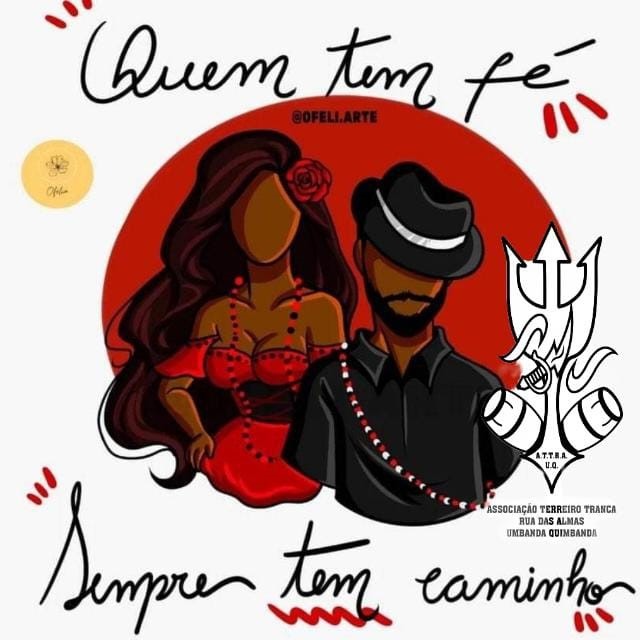 Quem tem fé
@OFELI.ARTE
Ofelia
A.T.T.R.A.
U.Q.
ASSOCIAÇÃO TERREIRO TRANCA
RUA DAS ALMAS
UMBANDA QUIMBANDA
Sempre tem caminho